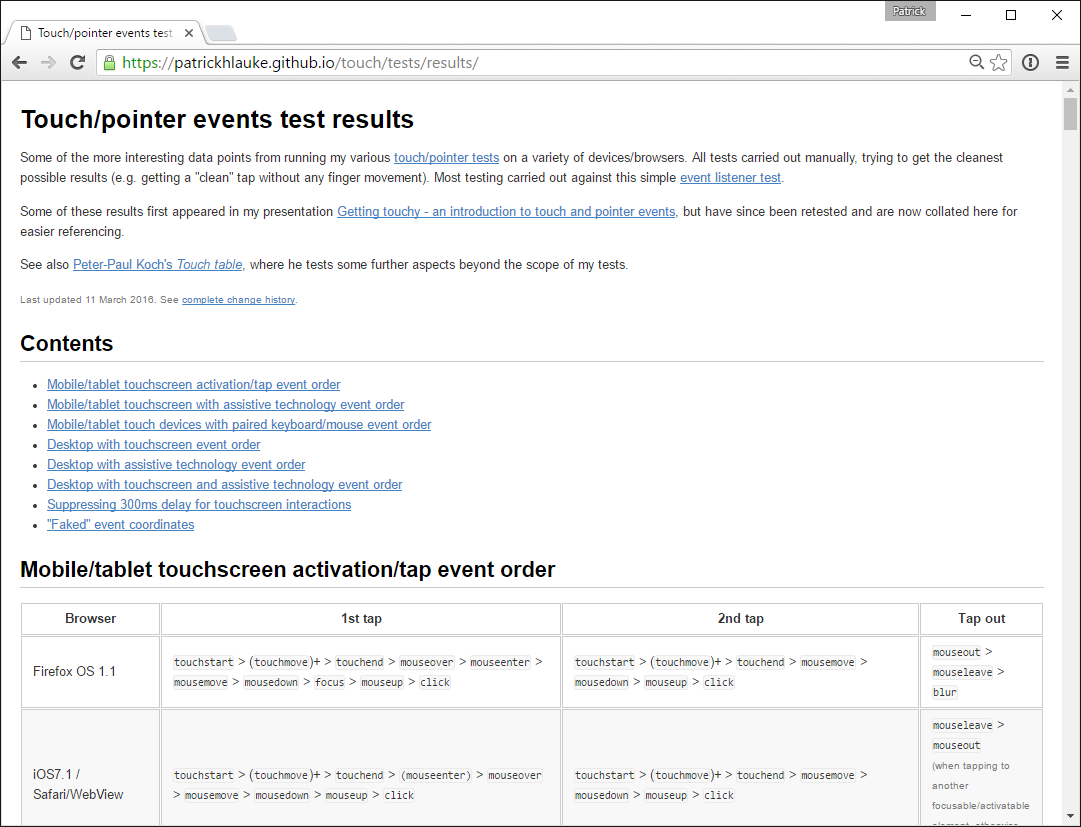 Patrick
Touch/pointer events test
https://patrickhlauke.github.io/touch/tests/results/
Touch/pointer events test results
Some of the more interesting data points from running my various touch/pointer tests on a variety of devices/browsers. All tests carried out manually, trying to get the cleanest
possible results (e.g. getting a "clean" tap without any finger movement). Most testing carried out against this simple event listener test.
Some of these results first appeared in my presentation Getting touchy - an introduction to touch and pointer events, but have since been retested and are now collated here for
easier referencing.
See also Peter-Paul Koch's Touch table, where he tests some further aspects beyond the scope of my tests.
Last updated 11 March 2016. See complete change history.
Contents
• Mobile/tablet touchscreen activation/tap event order
• Mobile/tablet touchscreen with assistive technology event order
• Mobile/tablet touch devices with paired keyboard/mouse event order
• Desktop with touchscreen event order
• Desktop with assistive technology event order
• Desktop with touchscreen and assistive technology event order
• Suppressing 300ms delay for touchscreen interactions
• "Faked" event coordinates
Mobile/tablet touchscreen activation/tap event order
Browser 1st tap 2nd tap Tap out
Firefox OS 1.1
touchstart > (touchmove)+ > touchend > mouseover > mouseenter >
mousemove > mousedown > focus > mouseup > click
touchstart > (touchmove)+ > touchend > mousemove >
mousedown > mouseup > click
mouseout >
mouseleave >
blur
iOS7.1 /
Safari/WebView
touchstart > (touchmove)+ > touchend > (mouseenter) > mouseover
> mousemove > mousedown > mouseup > click
touchstart > (touchmove)+ > touchend > mousemove >
mousedown > mouseup > click
mouseleave >
mouseout
(when tapping to
another
focusable/activatable
element, otherwise